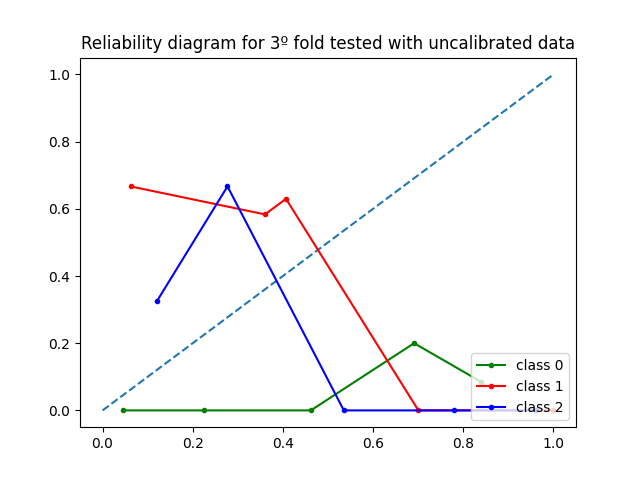 Reliability diagram for 3º fold tested with uncalibrated data
1.0
0.8
0.6
0.4
0.2
0.0
class 0
class 1
class 2
0.0 0.2 0.4 0.6 0.8 1.0